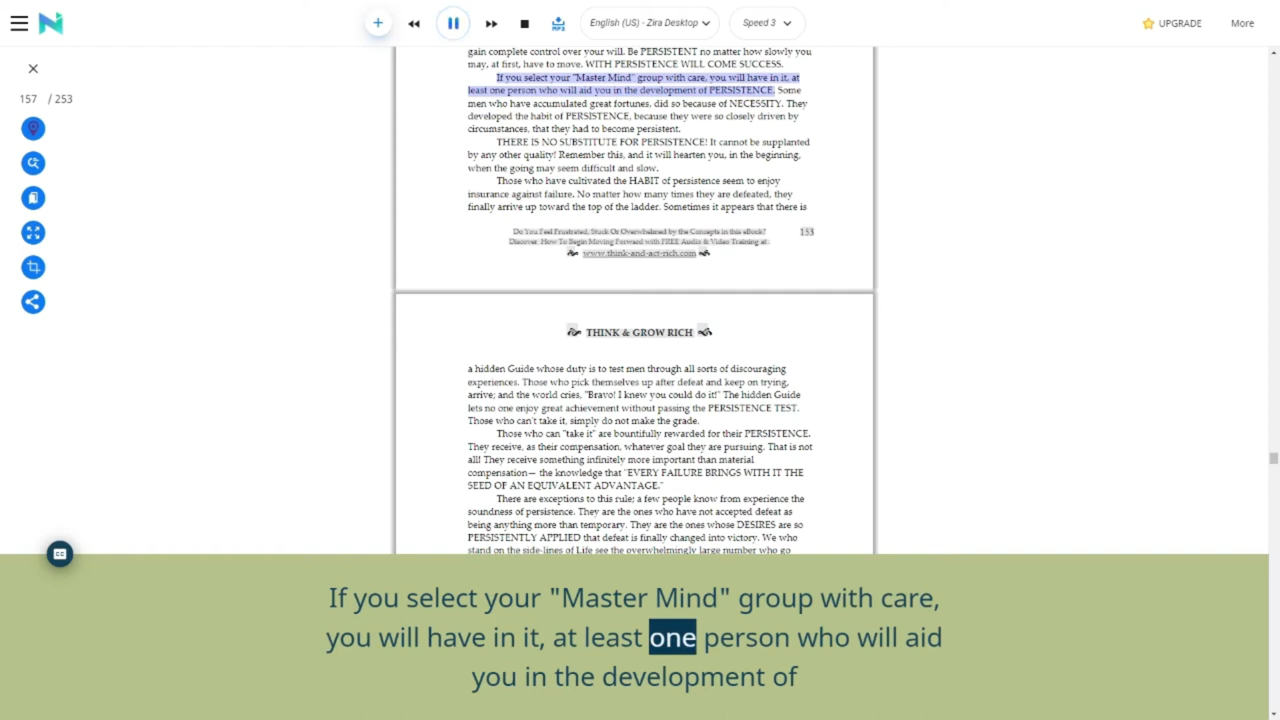 English (US) - Zira Desktop
Speed 3
UPGRADE
More
157 / 253
gain complete control over your will. Be PERSISTENT no matter how slowly you
may, at first, have to move. WITH PERSISTENCE WILL COME SUCCESS.
If you select your "Master Mind" group with care, you will have in it, at
least one person who will aid you in the development of PERSISTENCE. Some
men who have accumulated great fortunes, did so because of NECESSITY. They
developed the habit of PERSISTENCE, because they were so closely driven by
circumstances, that they had to become persistent.
THERE IS NO SUBSTITUTE FOR PERSISTENCE! It cannot be supplanted
by any other quality! Remember this, and it will hearten you, in the beginning,
when the going may seem difficult and slow.
Those who have cultivated the HABIT of persistence seem to enjoy
insurance against failure. No matter how many times they are defeated, they
finally arrive up toward the top of the ladder. Sometimes it appears that there is
Do You Feel Frustrated, Stuck Or Overwhelmed by the Concepts in this eBook?
153
Discover: How To Begin Moving Forward with FREE Audio & Video Training at:
www.think-and-act-rich.com
THINK & GROW RICH
a hidden Guide whose duty is to test men through all sorts of discouraging
experiences. Those who pick themselves up after defeat and keep on trying,
arrive; and the world cries, "Bravo! I knew you could do it!" The hidden Guide
lets no one enjoy great achievement without passing the PERSISTENCE TEST.
Those who can't take it, simply do not make the grade.
Those who can "take it" are bountifully rewarded for their PERSISTENCE.
They receive, as their compensation, whatever goal they are pursuing. That is not
all! They receive something infinitely more important than material
compensation— the knowledge that "EVERY FAILURE BRINGS WITH IT THE
SEED OF AN EQUIVALENT ADVANTAGE."
There are exceptions to this rule; a few people know from experience the
soundness of persistence. They are the ones who have not accepted defeat as
being anything more than temporary. They are the ones whose DESIRES are so
PERSISTENTLY APPLIED that defeat is finally changed into victory. We who
stand on the side-lines of Life see the overwhelmingly large number who go
If you select your "Master Mind" group with care,
you will have in it, at least one person who will aid
you in the development of